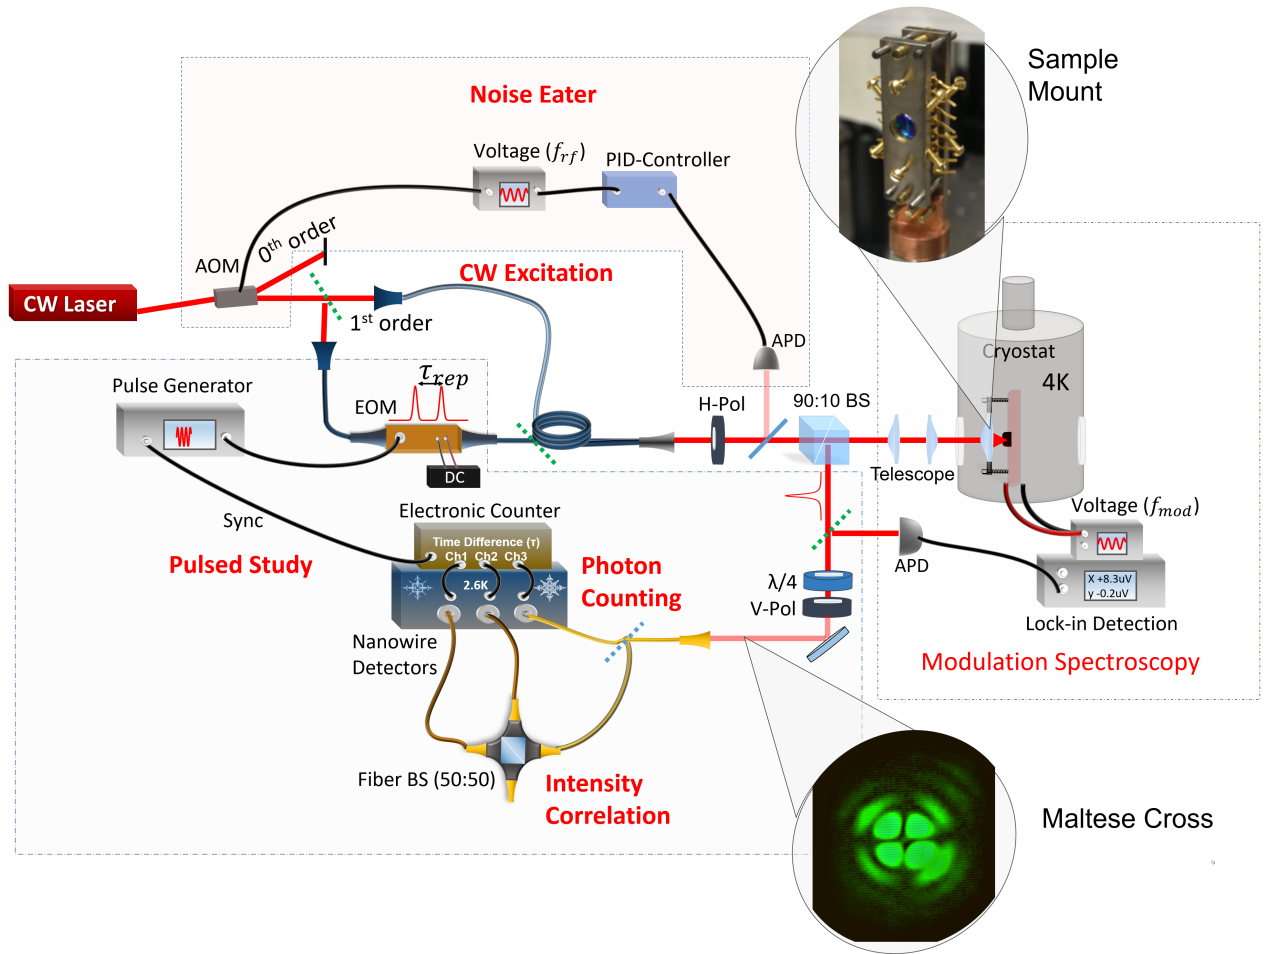 Sample
Mount
Noise Eater
Voltage (f_rf)
PID-Controller
0th order
AOM
CW Excitation
CW Laser
1st order
APD
Cryostat
4K
Pulse Generator
τ_rep
EOM
H-Pol
90:10 BS
DC
Telescope
Sync
Electronic Counter
Voltage (f_mod)
Time Difference (τ)
Ch1 Ch2 Ch3
Pulsed Study
2.6K
Photon
Counting
λ/4
V-Pol
APD
X +8.3uV
y -0.2uV
Lock-in Detection
Nanowire
Detectors
Modulation Spectroscopy
Fiber BS (50:50)
Intensity
Correlation
Maltese Cross